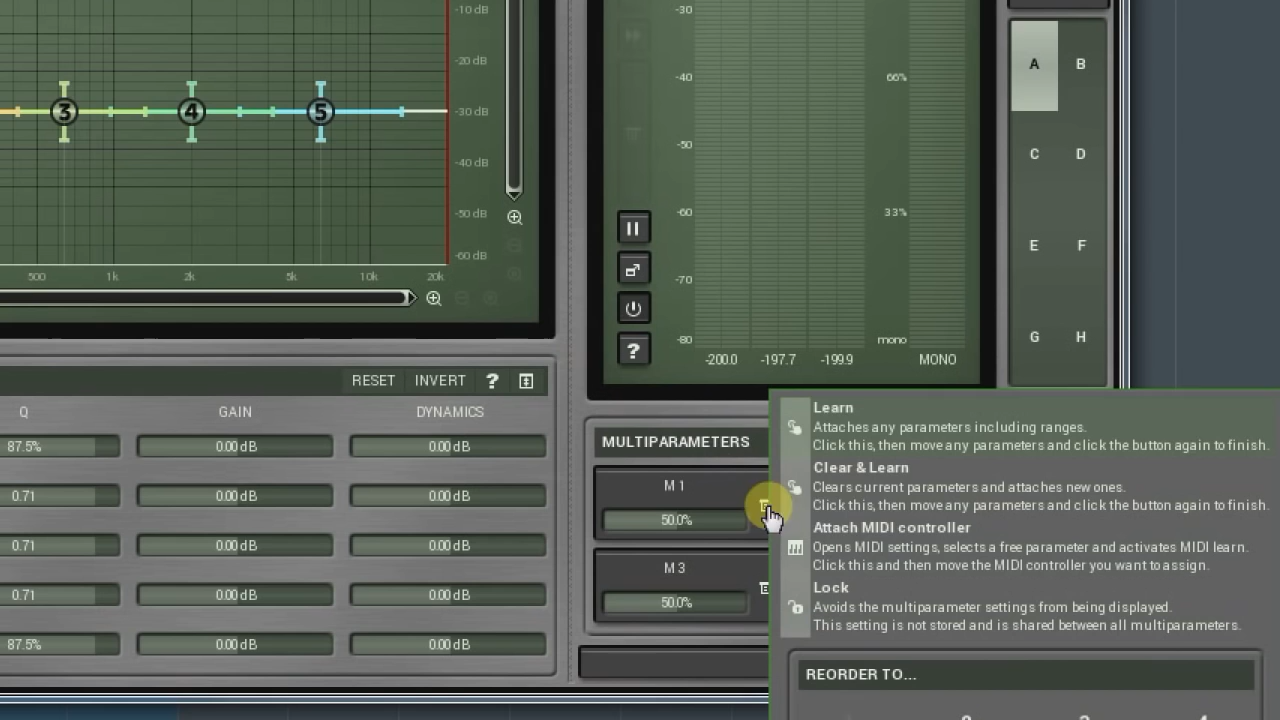 -10 dB
-20 dB
-30 dB
-40 dB
-50 dB
-60 dB
3
4
5
500
1k
2k
5k
10k
20k
RESET
INVERT
?
Q
GAIN
DYNAMICS
87.5%
0.00 dB
0.00 dB
0.71
0.00 dB
0.00 dB
0.71
0.00 dB
0.00 dB
0.71
0.00 dB
0.00 dB
87.5%
0.00 dB
0.00 dB
-30
-40
-50
-60
-70
-80
66%
33%
mono
?
-200.0
-197.7
-199.9
MONO
A
B
C
D
E
F
G
H
MULTIPARAMETERS
M 1
50.0%
M 3
50.0%
Learn
Attaches any parameters including ranges.
Click this, then move any parameters and click the button again to finish.
Clear & Learn
Clears current parameters and attaches new ones.
Click this, then move any parameters and click the button again to finish.
Attach MIDI controller
Opens MIDI settings, selects a free parameter and activates MIDI learn.
Click this and then move the MIDI controller you want to assign.
Lock
Avoids the multiparameter settings from being displayed.
This setting is not stored and is shared between all multiparameters.
REORDER TO...